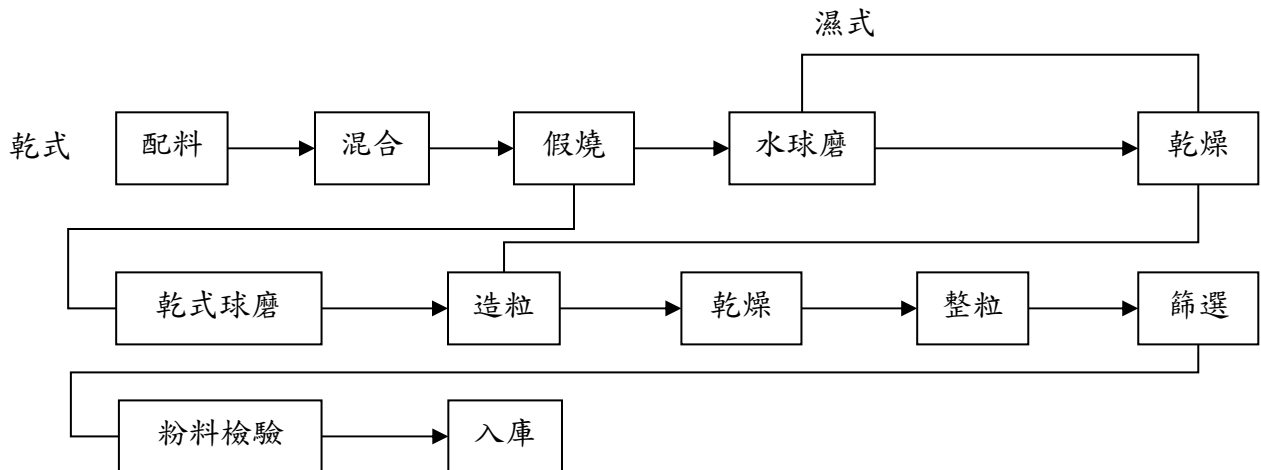 濕式
乾式 配料 混合 假燒 水球磨 乾燥
乾式球磨 造粒 乾燥 整粒 篩選
粉料檢驗 入庫